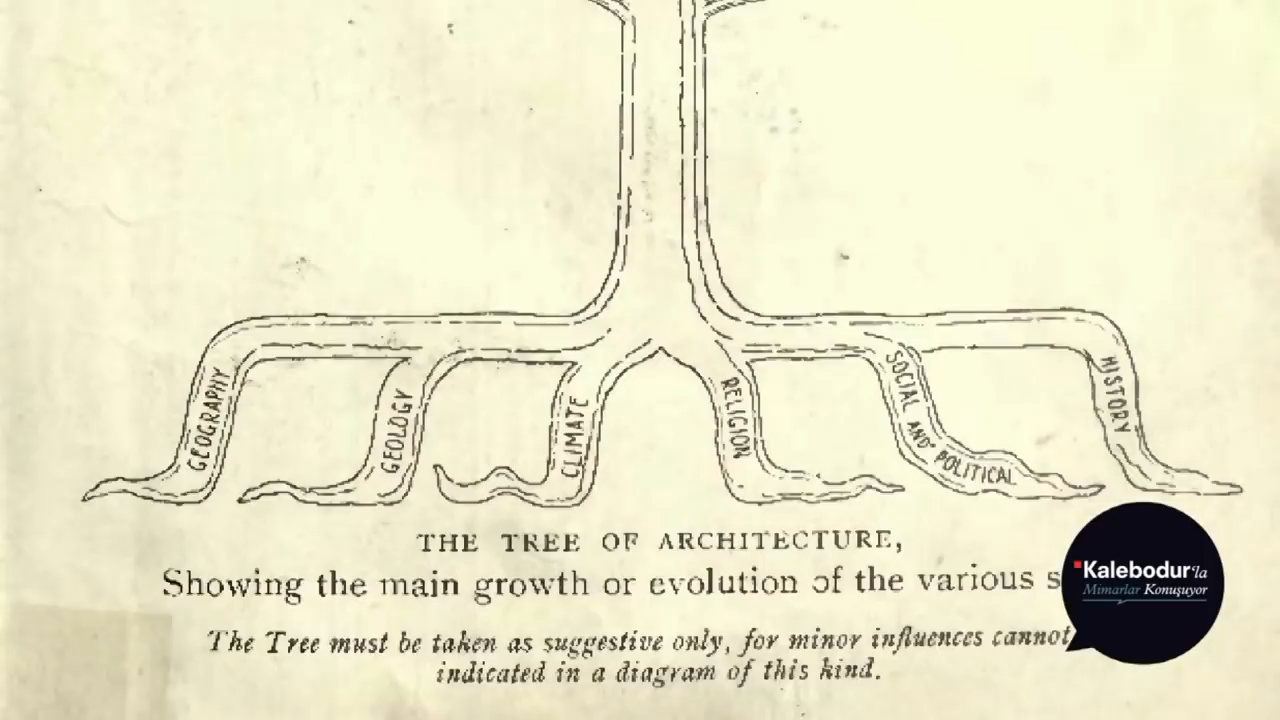 GEOGRAPHY
GEOLOGY
CLIMATE
RELIGION
SOCIAL AND POLITICAL
HISTORY
THE TREE OF ARCHITECTURE,
Showing the main growth or evolution of the various
The Tree must be taken as suggestive only, for minor influences cannot
indicated in a diagram of this kind.
Kalebodur'la
Mimarlar Konuşuyor